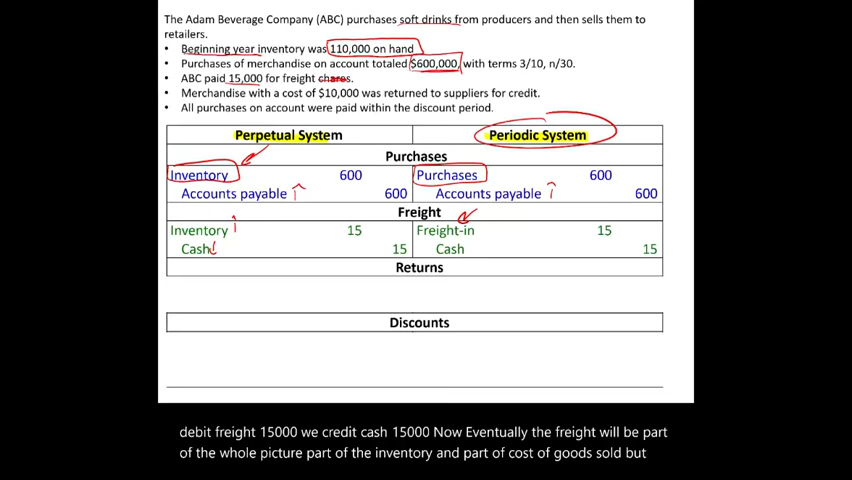 The Adam Beverage Company (ABC) purchases soft drinks from producers and then sells them to
retailers.
• Beginning year inventory was 110,000 on hand
• Purchases of merchandise on account totaled $600,000, with terms 3/10, n/30.
• ABC paid 15,000 for freight chares.
• Merchandise with a cost of $10,000 was returned to suppliers for credit.
• All purchases on account were paid within the discount period.
Perpetual System Periodic System
Purchases
Inventory 600 Purchases 600
Accounts payable 600 Accounts payable 600
Freight
Inventory 15 Freight-in 15
Cash 15 Cash 15
Returns
Discounts
debit freight 15000 we credit cash 15000 Now Eventually the freight will be part
of the whole picture part of the inventory and part of cost of goods sold but